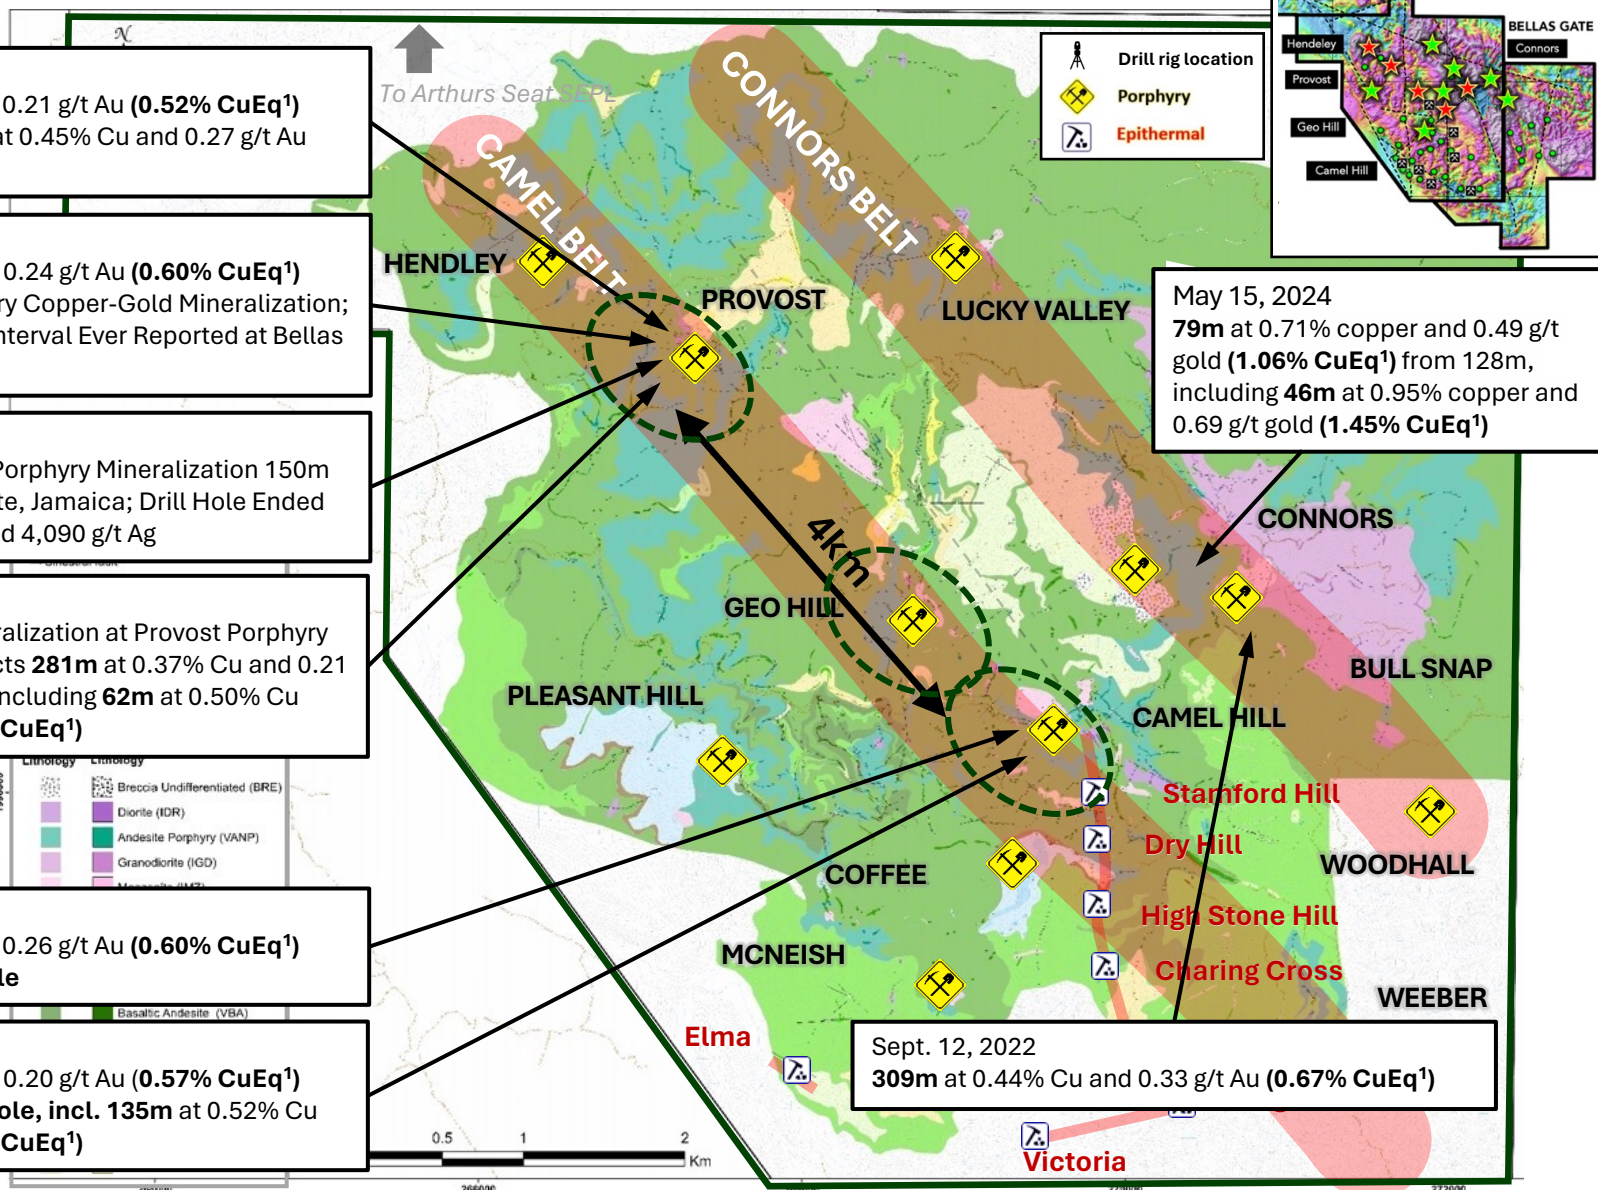 N
To Arthurs Seat SEPL
0.21 g/t Au (0.52% CuEq¹)
at 0.45% Cu and 0.27 g/t Au
0.24 g/t Au (0.60% CuEq¹)
ry Copper-Gold Mineralization;
nterval Ever Reported at Bellas
Porphyry Mineralization 150m
te, Jamaica; Drill Hole Ended
d 4,090 g/t Ag
ralization at Provost Porphyry
cts 281m at 0.37% Cu and 0.21
ncluding 62m at 0.50% Cu
CuEq¹)
Lithology Lithology
Breccia Undifferentiated (BRE)
Diorite (IDR)
Andesite Porphyry (VANP)
Granodiorite (IGD)
0.26 g/t Au (0.60% CuEq¹)
le
Basaltic Andesite (VBA)
0.20 g/t Au (0.57% CuEq¹)
ole, incl. 135m at 0.52% Cu
CuEq¹)
0.5 1 2
Km
CAMEL BELT
CONNORS BELT
Drill rig location
Porphyry
Epithermal
BELLAS GATE
Hendeley
Connors
Provost
Geo Hill
Camel Hill
HENDLEY
PROVOST
LUCKY VALLEY
May 15, 2024
79m at 0.71% copper and 0.49 g/t
gold (1.06% CuEq¹) from 128m,
including 46m at 0.95% copper and
0.69 g/t gold (1.45% CuEq¹)
CONNORS
4km
GEO HILL
BULL SNAP
PLEASANT HILL
CAMEL HILL
Stamford Hill
Dry Hill
WOODHALL
COFFEE
High Stone Hill
MCNEISH
Charing Cross
WEEBER
Elma
Sept. 12, 2022
309m at 0.44% Cu and 0.33 g/t Au (0.67% CuEq¹)
Victoria